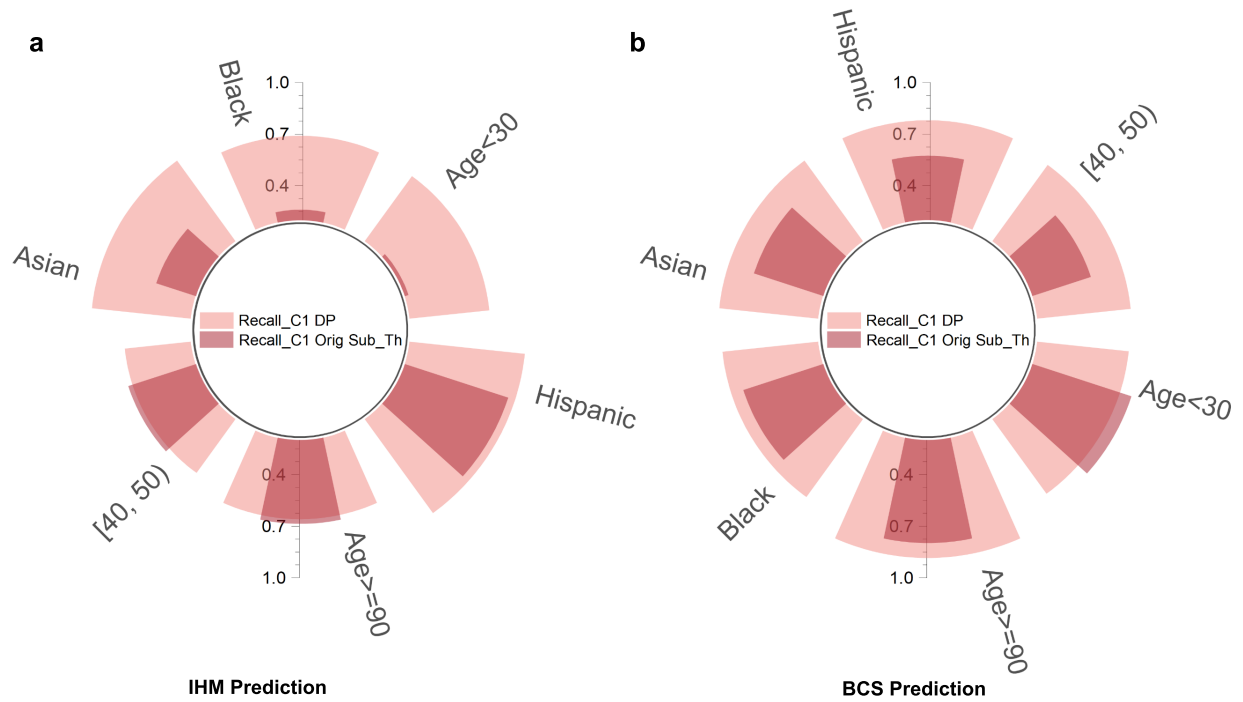 a
b
Black
1.0
0.7
0.4
Age<30
Asian
Recall_C1 DP
Recall_C1 Orig Sub_Th
Hispanic
[40, 50)
0.4
0.7
1.0
Age>=90
IHM Prediction
Hispanic
1.0
0.7
0.4
[40, 50)
Asian
Recall_C1 DP
Recall_C1 Orig Sub_Th
Age<30
Black
0.4
0.7
1.0
Age>=90
BCS Prediction